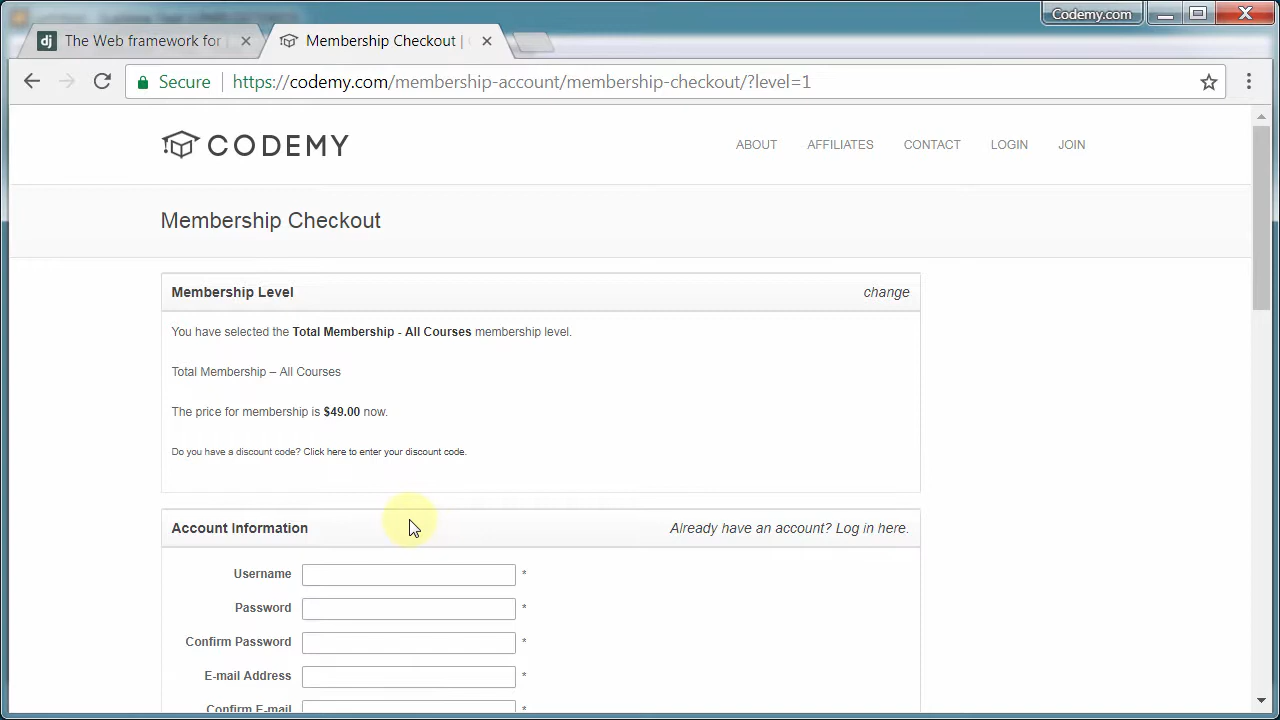 Codemy.com
dj The Web framework for
Membership Checkout |
Secure https://codemy.com/membership-account/membership-checkout/?level=1
CODEMY
ABOUT AFFILIATES CONTACT LOGIN JOIN
Membership Checkout
Membership Level change
You have selected the Total Membership - All Courses membership level.
Total Membership – All Courses
The price for membership is $49.00 now.
Do you have a discount code? Click here to enter your discount code.
Account Information Already have an account? Log in here.
Username *
Password *
Confirm Password *
E-mail Address *
Confirm E-mail